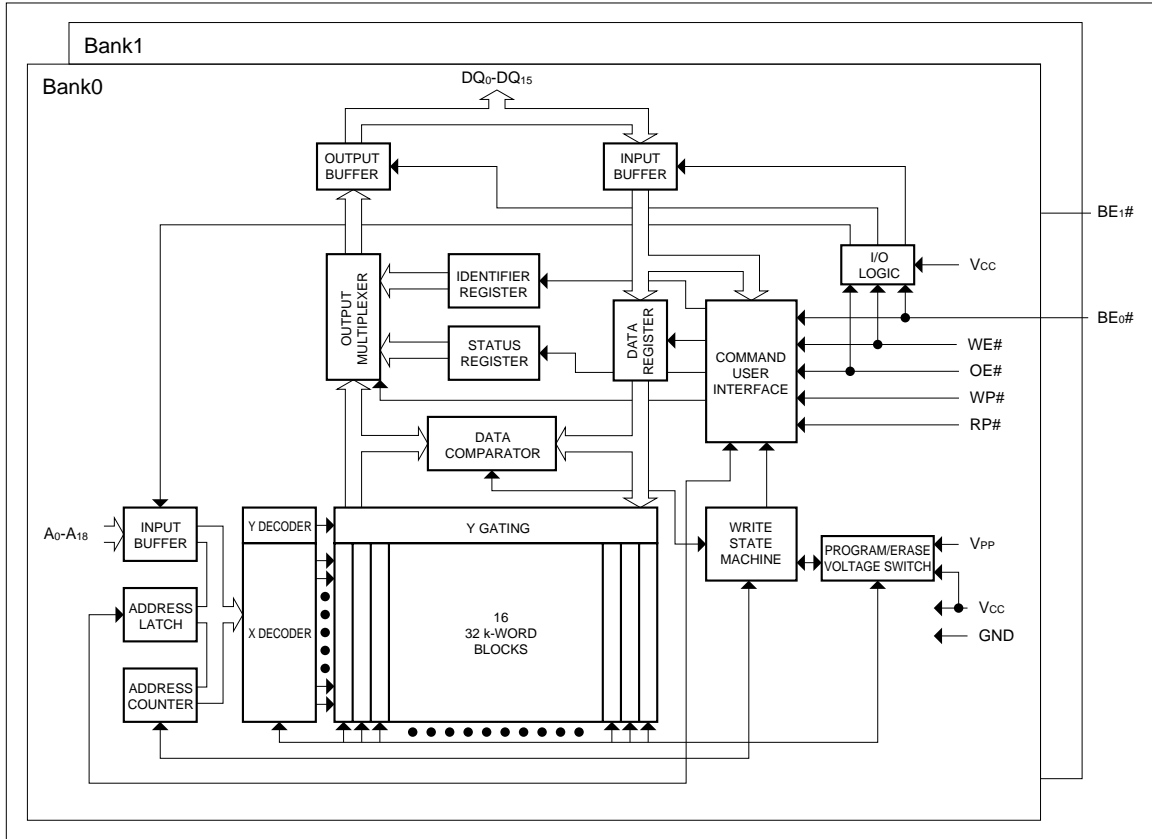 Bank1
Bank0
DQ0-DQ15
OUTPUT
BUFFER
INPUT
BUFFER
BE1#
I/O
LOGIC
VCC
OUTPUT
MULTIPLEXER
IDENTIFIER
REGISTER
STATUS
REGISTER
DATA
REGISTER
COMMAND
USER
INTERFACE
BE0#
WE#
OE#
WP#
RP#
DATA
COMPARATOR
A0-A18
INPUT
BUFFER
Y DECODER
Y GATING
WRITE
STATE
MACHINE
PROGRAM/ERASE
VOLTAGE SWITCH
VPP
VCC
GND
ADDRESS
LATCH
X DECODER
16
32 k-WORD
BLOCKS
ADDRESS
COUNTER